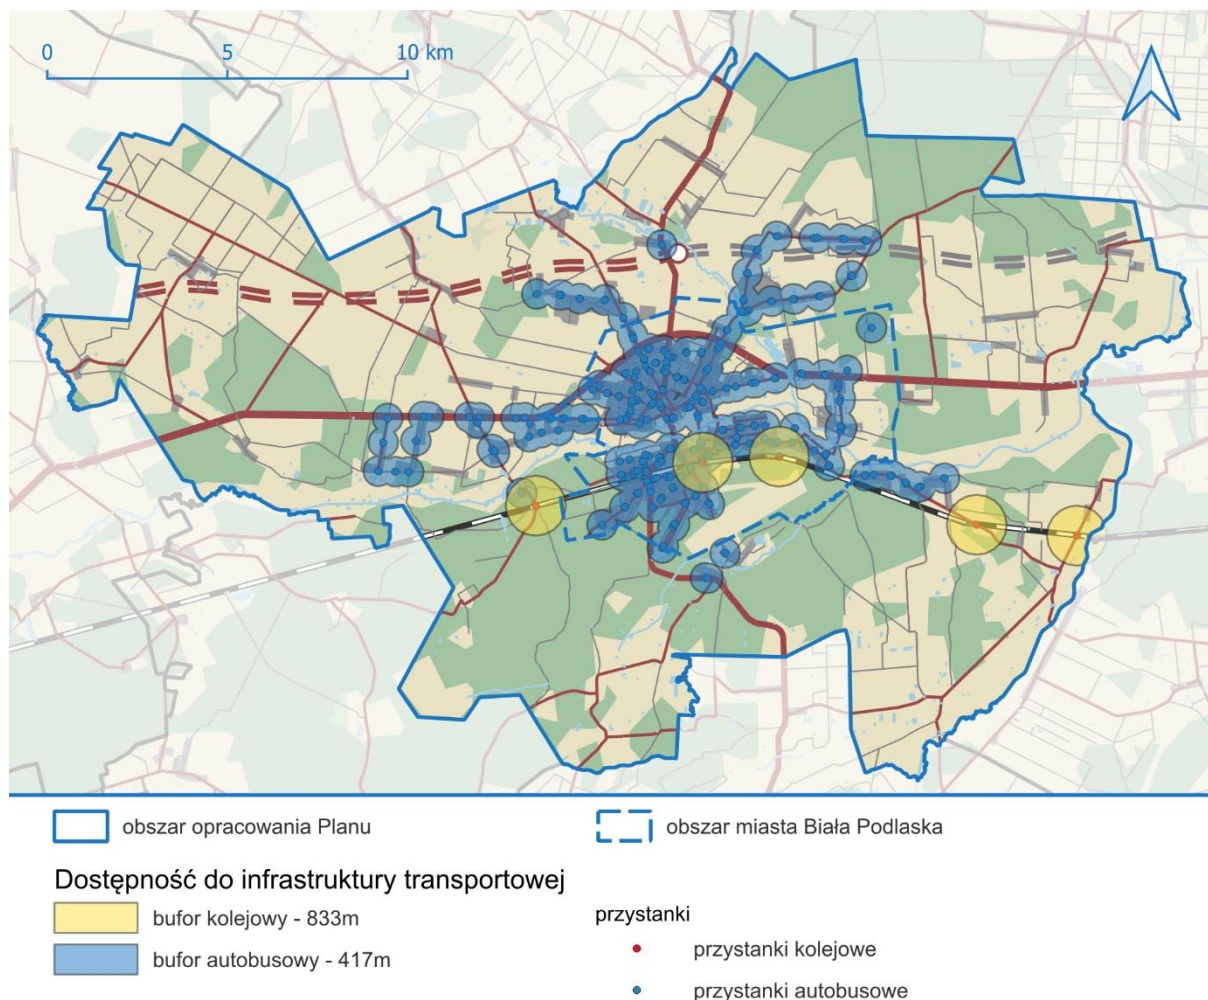 0 5 10 km
obszar opracowania Planu
obszar miasta Biała Podlaska
Dostępność do infrastruktury transportowej
bufor kolejowy - 833m
bufor autobusowy - 417m
przystanki
przystanki kolejowe
przystanki autobusowe